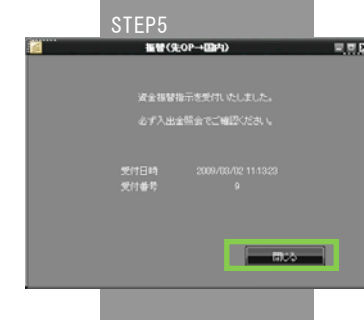 STEP5
振替(先OP→国内)
資金振替指示を受付いたしました。
必ず入出金照会でご確認ください。
受付日時 2009/03/02 11:13:23
受付番号 9
閉じる